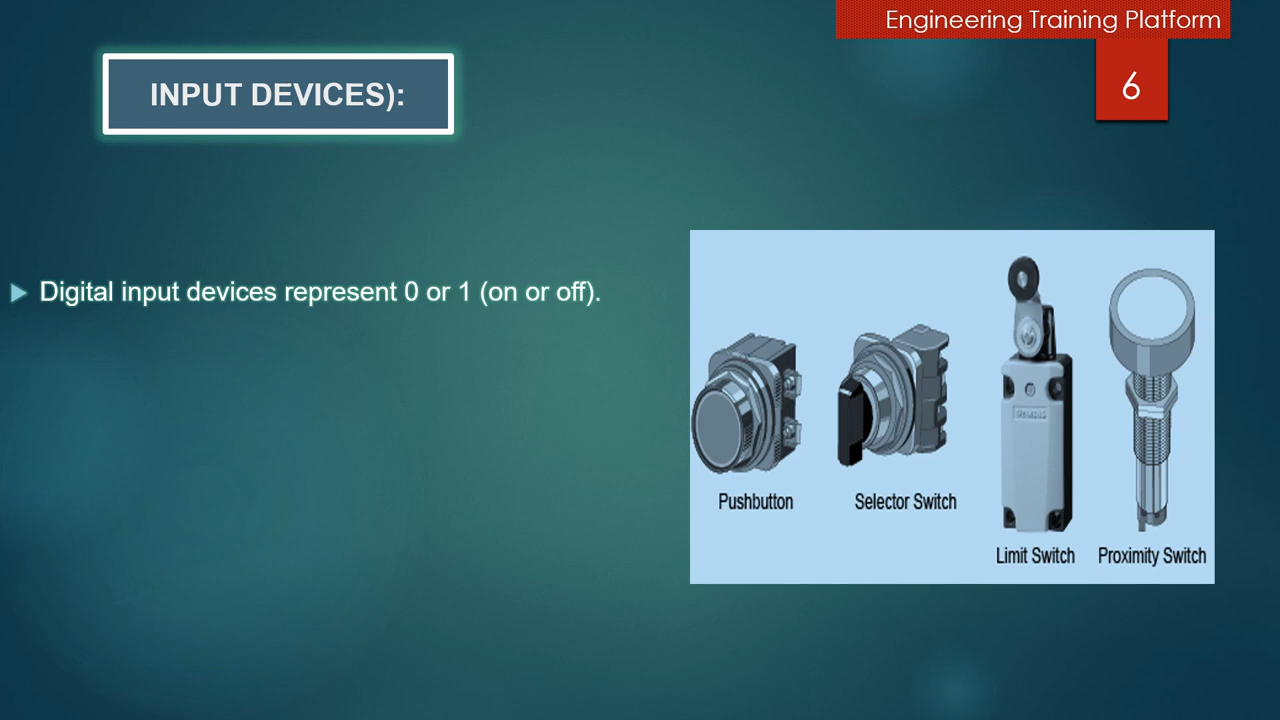 Engineering Training Platform
6
INPUT DEVICES):
Digital input devices represent 0 or 1 (on or off).
Pushbutton
Selector Switch
Limit Switch
Proximity Switch